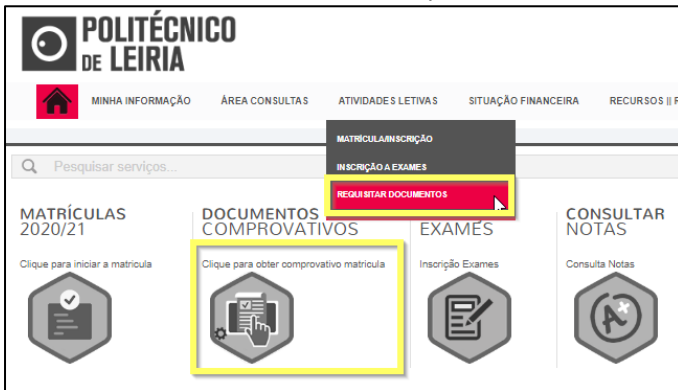 POLITÉCNICO
DE LEIRIA
MINHA INFORMAÇÃO ÁREA CONSULTAS ATIVIDADES LETIVAS SITUAÇÃO FINANCEIRA RECURSOS ||
MATRÍCULA/INSCRIÇÃO
Pesquisar serviços...
INSCRIÇÃO A EXAMES
REQUISITAR DOCUMENTOS
MATRÍCULAS
2020/21
Clique para iniciar a matricula
DOCUMENTOS
COMPROVATIVOS
Clique para obter comprovativo matricula
EXAMES
Inscrição Exames
CONSULTAR
NOTAS
Consulta Notas
A+